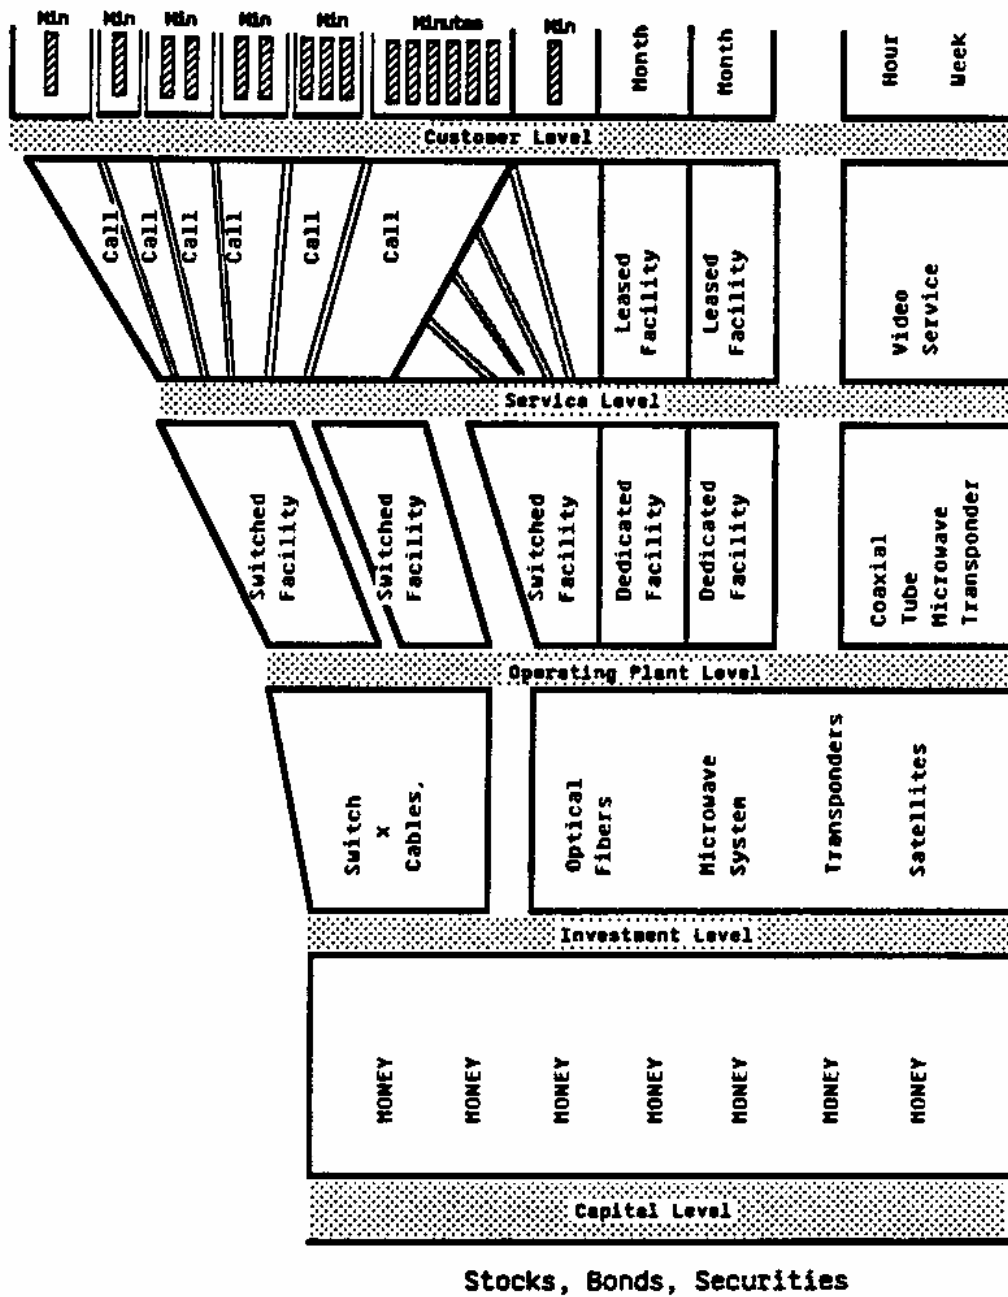 Min Min Min Min Min Minutes Min
Month
Month
Hour
Week
Customer Level
Call
Call
Call
Call
Call
Call
Leased
Facility
Leased
Facility
Video
Service
Service Level
Switched
Facility
Switched
Facility
Switched
Facility
Dedicated
Facility
Dedicated
Facility
Coaxial
Tube
Microwave
Transponder
Operating Plant Level
Switch
x
Cables,
Optical
Fibers
Microwave
System
Transponders
Satellites
Investment Level
MONEY
MONEY
MONEY
MONEY
MONEY
MONEY
MONEY
Capital Level
Stocks, Bonds, Securities